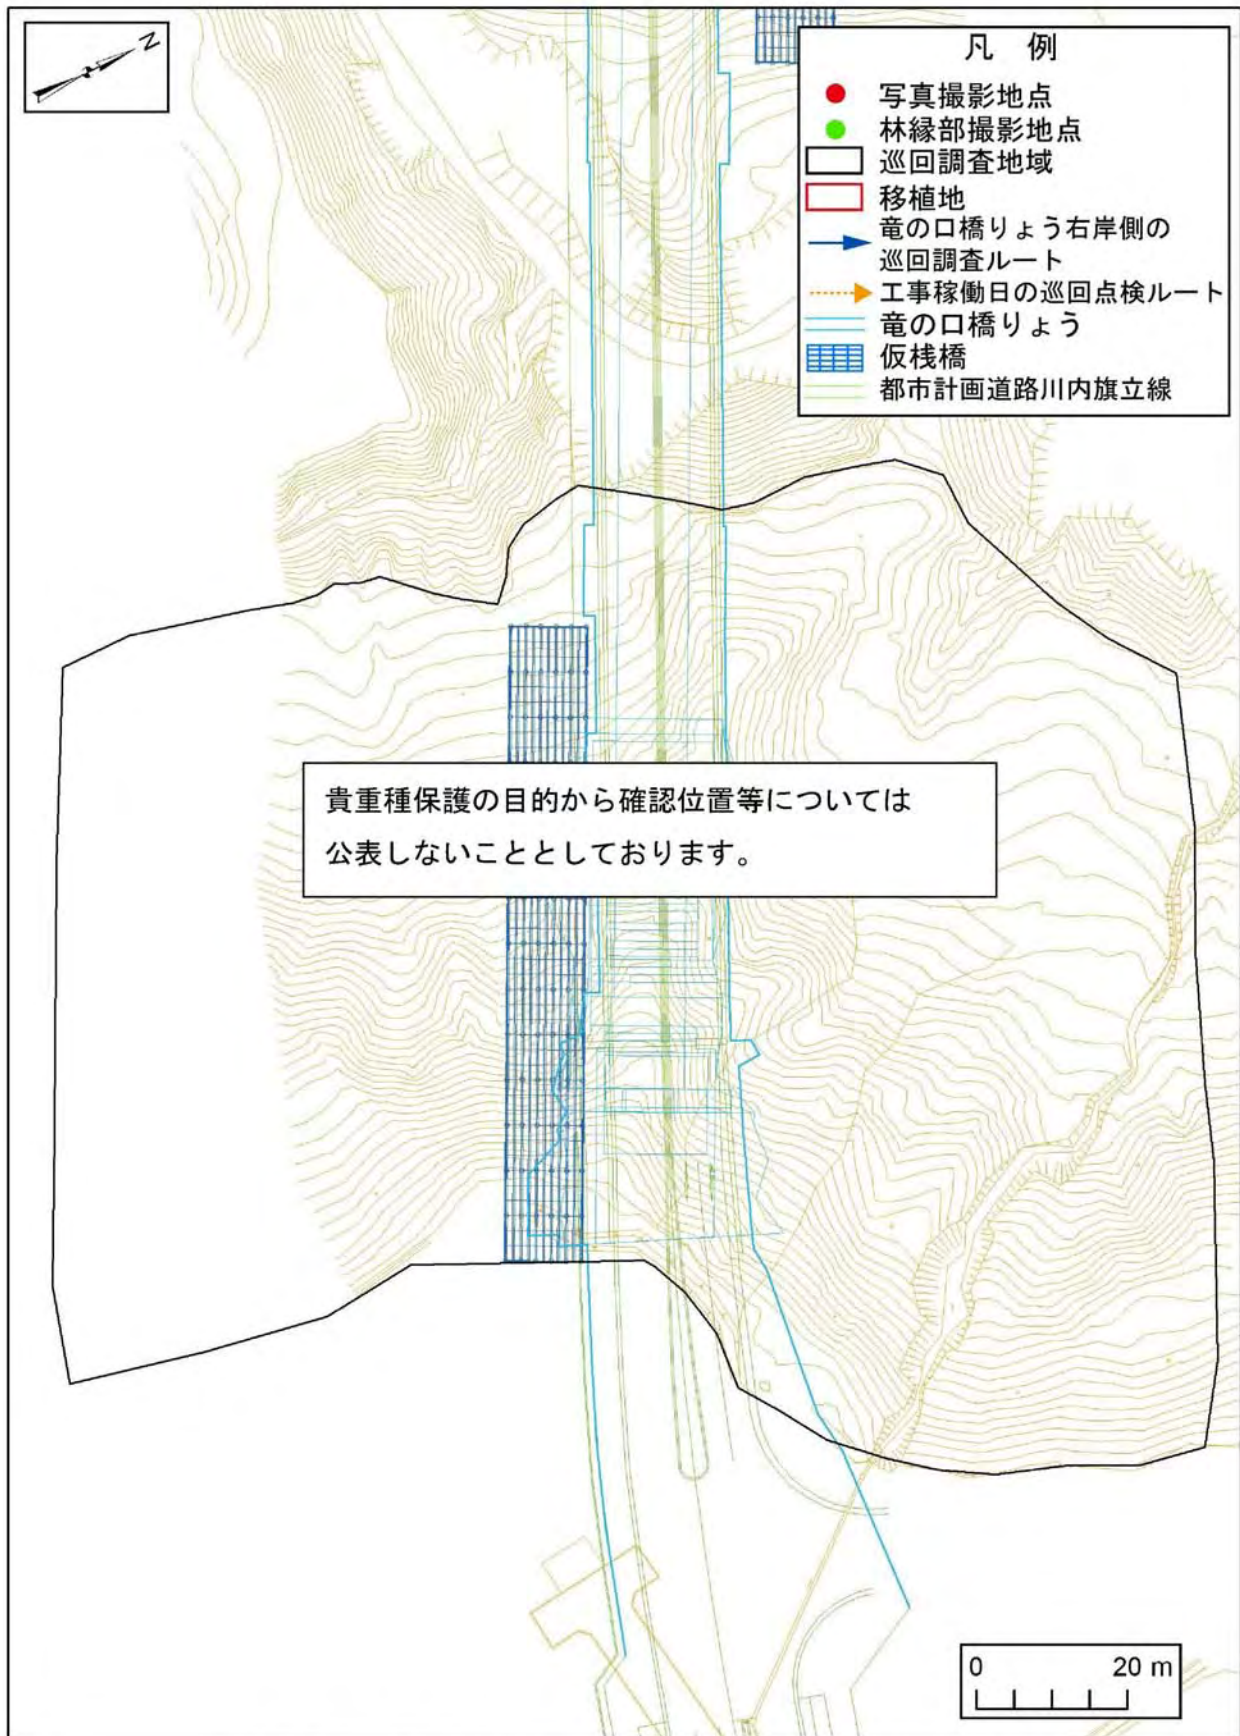 N
凡 例
写真撮影地点
林縁部撮影地点
巡回調査地域
移植地
竜の口橋りょう右岸側の
巡回調査ルート
工事稼働日の巡回点検ルート
竜の口橋りょう
仮桟橋
都市計画道路川内旗立線
貴重種保護の目的から確認位置等については
公表しないこととしております。
0 20 m